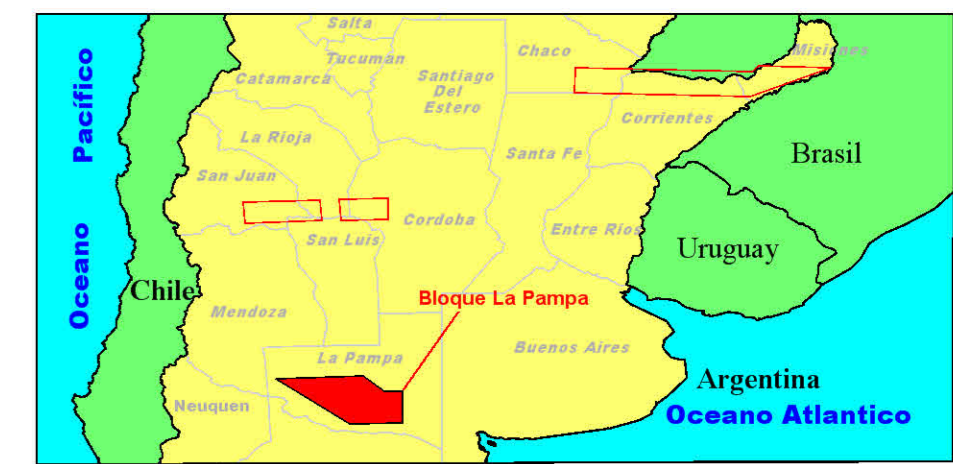 Salta
Tucumán
Catamarca
Santiago
Del
Estero
Chaco
Misiones
Corrientes
La Rioja
Santa Fe
San Juan
Cordoba
San Luis
Entre Rios
Mendoza
La Pampa
Buenos Aires
Neuquen
Oceano Pacífico
Chile
Brasil
Uruguay
Bloque La Pampa
Argentina
Oceano Atlantico